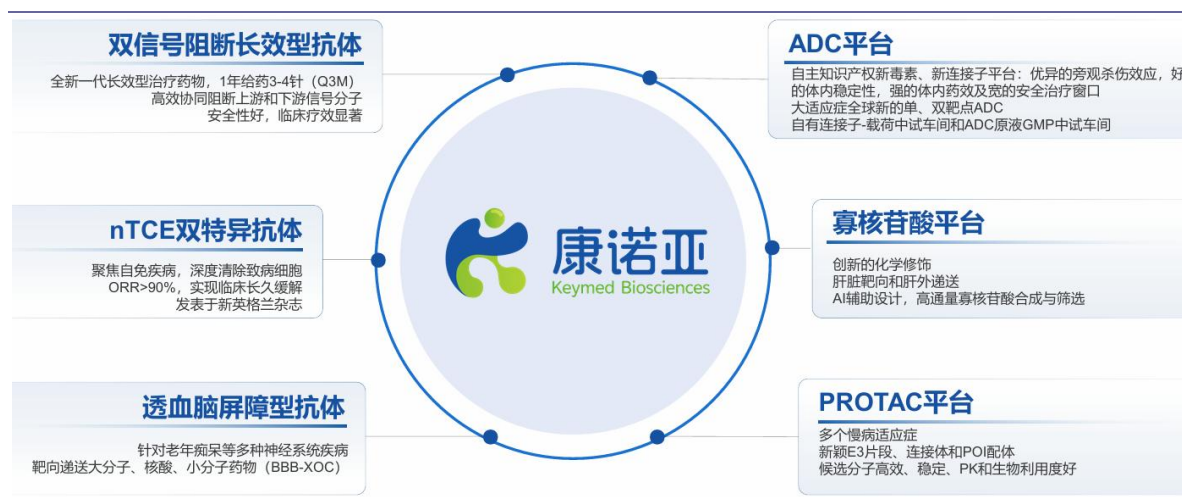 双信号阻断长效型抗体
全新一代长效型治疗药物，1年给药3-4针（Q3M）
高效协同阻断上游和下游信号分子
安全性好，临床疗效显著
nTCE双特异抗体
聚焦自免疾病，深度清除致病细胞
ORR>90%，实现临床长久缓解
发表于新英格兰杂志
透血脑屏障型抗体
针对老年痴呆等多种神经系统疾病
靶向递送大分子、核酸、小分子药物（BBB-XOC）
康诺亚
Keymed Biosciences
ADC平台
自主知识产权新毒素、新连接子平台：优异的旁观杀伤效应，好
的体内稳定性，强的体内药效及宽的安全治疗窗口
大适应症全球新的单、双靶点ADC
自有连接子-载荷中试车间和ADC原液GMP中试车间
寡核苷酸平台
创新的化学修饰
肝脏靶向和肝外递送
AI辅助设计，高通量寡核苷酸合成与筛选
PROTAC平台
多个慢病适应症
新颖E3片段、连接体和POI配体
候选分子高效、稳定、PK和生物利用度好